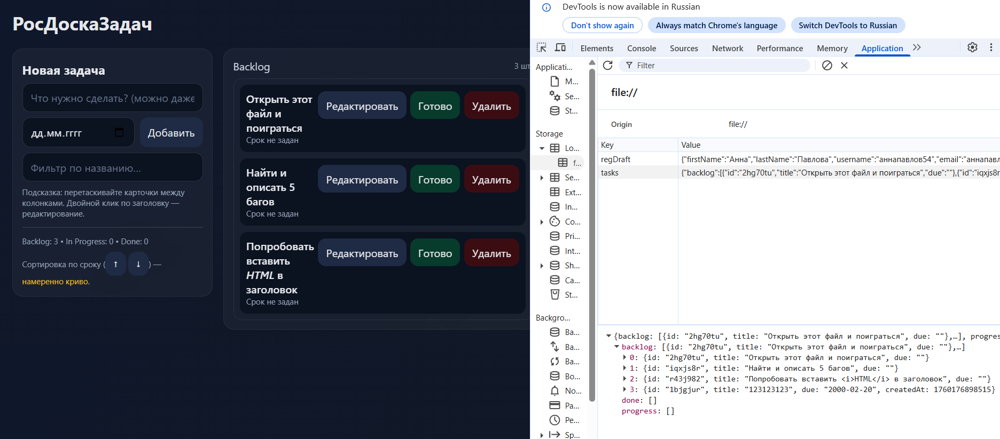 РосДоскаЗадач
Новая задача
Что нужно сделать? (можно даже
дд.мм.гггг
Добавить
Фильтр по названию...
Подсказка: перетаскивайте карточки между
колонками. Двойной клик по заголовку —
редактирование.
Backlog: 3 • In Progress: 0 • Done: 0
Сортировка по сроку (↑ ↓) —
намеренно криво.
Backlog
3 шт
Открыть этот
файл и
поиграться
Срок не задан
Редактировать
Готово
Удалить
Найти и
описать 5
багов
Срок не задан
Редактировать
Готово
Удалить
Попробовать
вставить
HTML в
заголовок
Срок не задан
Редактировать
Готово
Удалить
DevTools is now available in Russian
Don't show again
Always match Chrome's language
Switch DevTools to Russian
Elements
Console
Sources
Network
Performance
Memory
Application
Applicati...
M...
Se...
St...
Storage
Lo...
f...
Se...
Ext...
In...
Co...
Pri...
Int...
Sh...
Ca...
St...
Backgro...
Ba...
Ba...
Ba...
Bo...
No...
Pa...
Pe...
Sp...
Filter
file://
Origin
file://
Key
Value
regDraft
{"firstName":"Анна","lastName":"Павлова","username":"аннапавлов54","email":"аннапавл
tasks
{"backlog":[{"id":"2hg70tu","title":"Открыть этот файл и поиграться","due":""},{"id":"iqxjs8r
{backlog: [{id: "2hg70tu", title: "Открыть этот файл и поиграться", due: ""},…], progres
backlog: [{id: "2hg70tu", title: "Открыть этот файл и поиграться", due: ""},…]
0: {id: "2hg70tu", title: "Открыть этот файл и поиграться", due: ""}
1: {id: "iqxjs8r", title: "Найти и описать 5 багов", due: ""}
2: {id: "r43j982", title: "Попробовать вставить <i>HTML</i> в заголовок", due: ""}
3: {id: "1bjgjur", title: "123123123", due: "2000-02-20", createdAt: 1760176898515}
done: []
progress: []